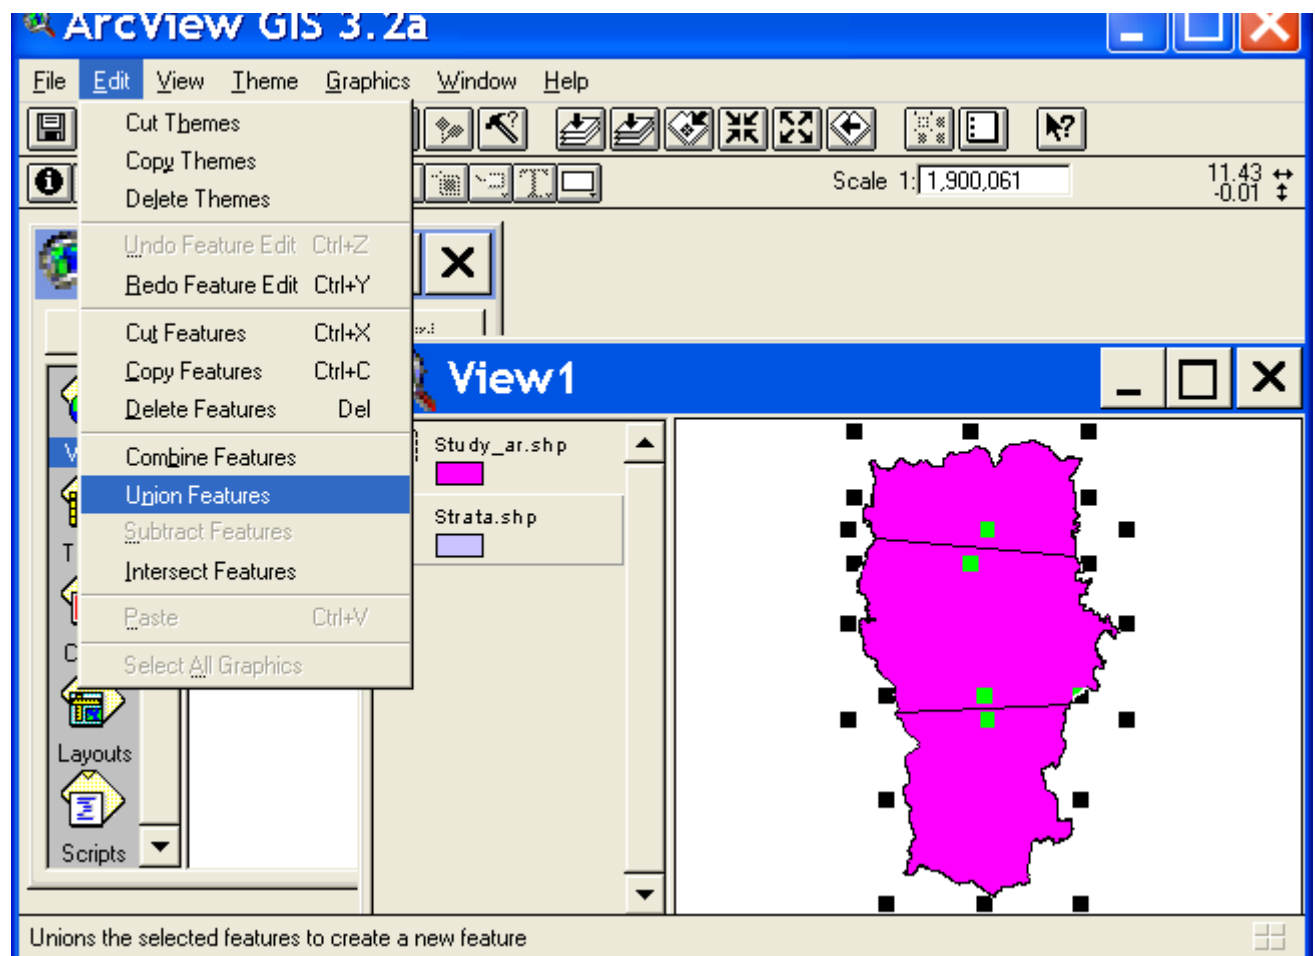 ArcView GIS 3.2a
File Edit View Theme Graphics Window Help
Cut Themes
Copy Themes
Delete Themes
Scale 1: 1,900,061
11.43
-0.01
Undo Feature Edit Ctrl+Z
Redo Feature Edit Ctrl+Y
Cut Features Ctrl+X
Copy Features Ctrl+C
Delete Features Del
Combine Features
Union Features
Subtract Features
Intersect Features
Paste Ctrl+V
Select All Graphics
View1
Study_ar.shp
Strata.shp
V
T
C
Layouts
Scripts
Unions the selected features to create a new feature